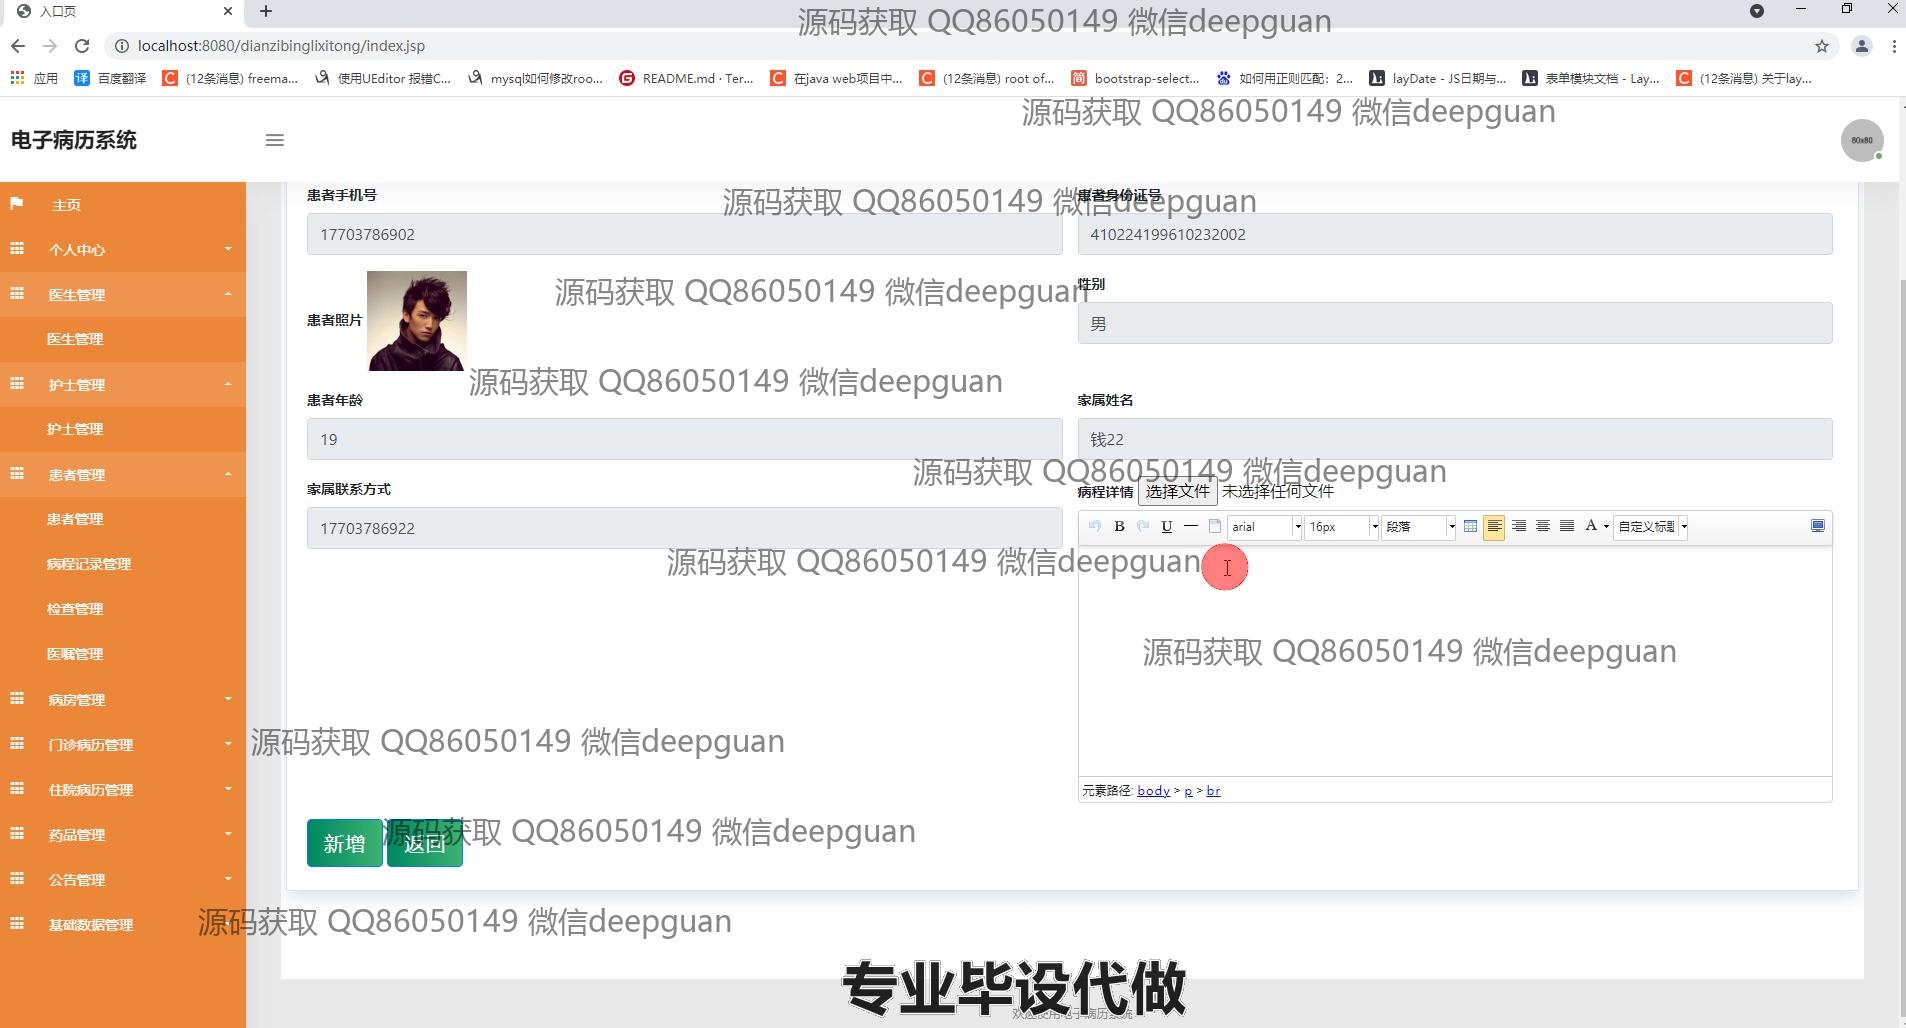 入口页
源码获取 QQ86050149 微信deepguan
localhost:8080/dianzibinglixitong/index.jsp
应用 百度翻译 (12条消息) freema... 使用UEditor 报错C... mysql如何修改roo... README.md · Ter... 在java web项目中... (12条消息) root of... bootstrap-select... 如何用正则匹配：2... layDate - JS日期与... 表单模块文档 - Lay... (12条消息) 关于lay...
源码获取 QQ86050149 微信deepguan
电子病历系统
80x80
主页
个人中心
医生管理
医生管理
护士管理
护士管理
患者管理
患者管理
病程记录管理
检查管理
医嘱管理
病房管理
门诊病历管理
住院病历管理
药品管理
公告管理
基础数据管理
患者手机号 患者身份证号
源码获取 QQ86050149 微信deepguan
17703786902 410224199610232002
源码获取 QQ86050149 微信deepguan
性别
患者照片 男
源码获取 QQ86050149 微信deepguan
患者年龄 家属姓名
19 钱22
源码获取 QQ86050149 微信deepguan
家属联系方式 病程详情 选择文件 未选择任何文件
17703786922 B U arial 16px 段落 A 自定义标题
源码获取 QQ86050149 微信deepguan
源码获取 QQ86050149 微信deepguan
源码获取 QQ86050149 微信deepguan
元素路径: body > p > br
源码获取 QQ86050149 微信deepguan
新增 返回
源码获取 QQ86050149 微信deepguan
专业毕设代做
欢迎使用电子病历系统